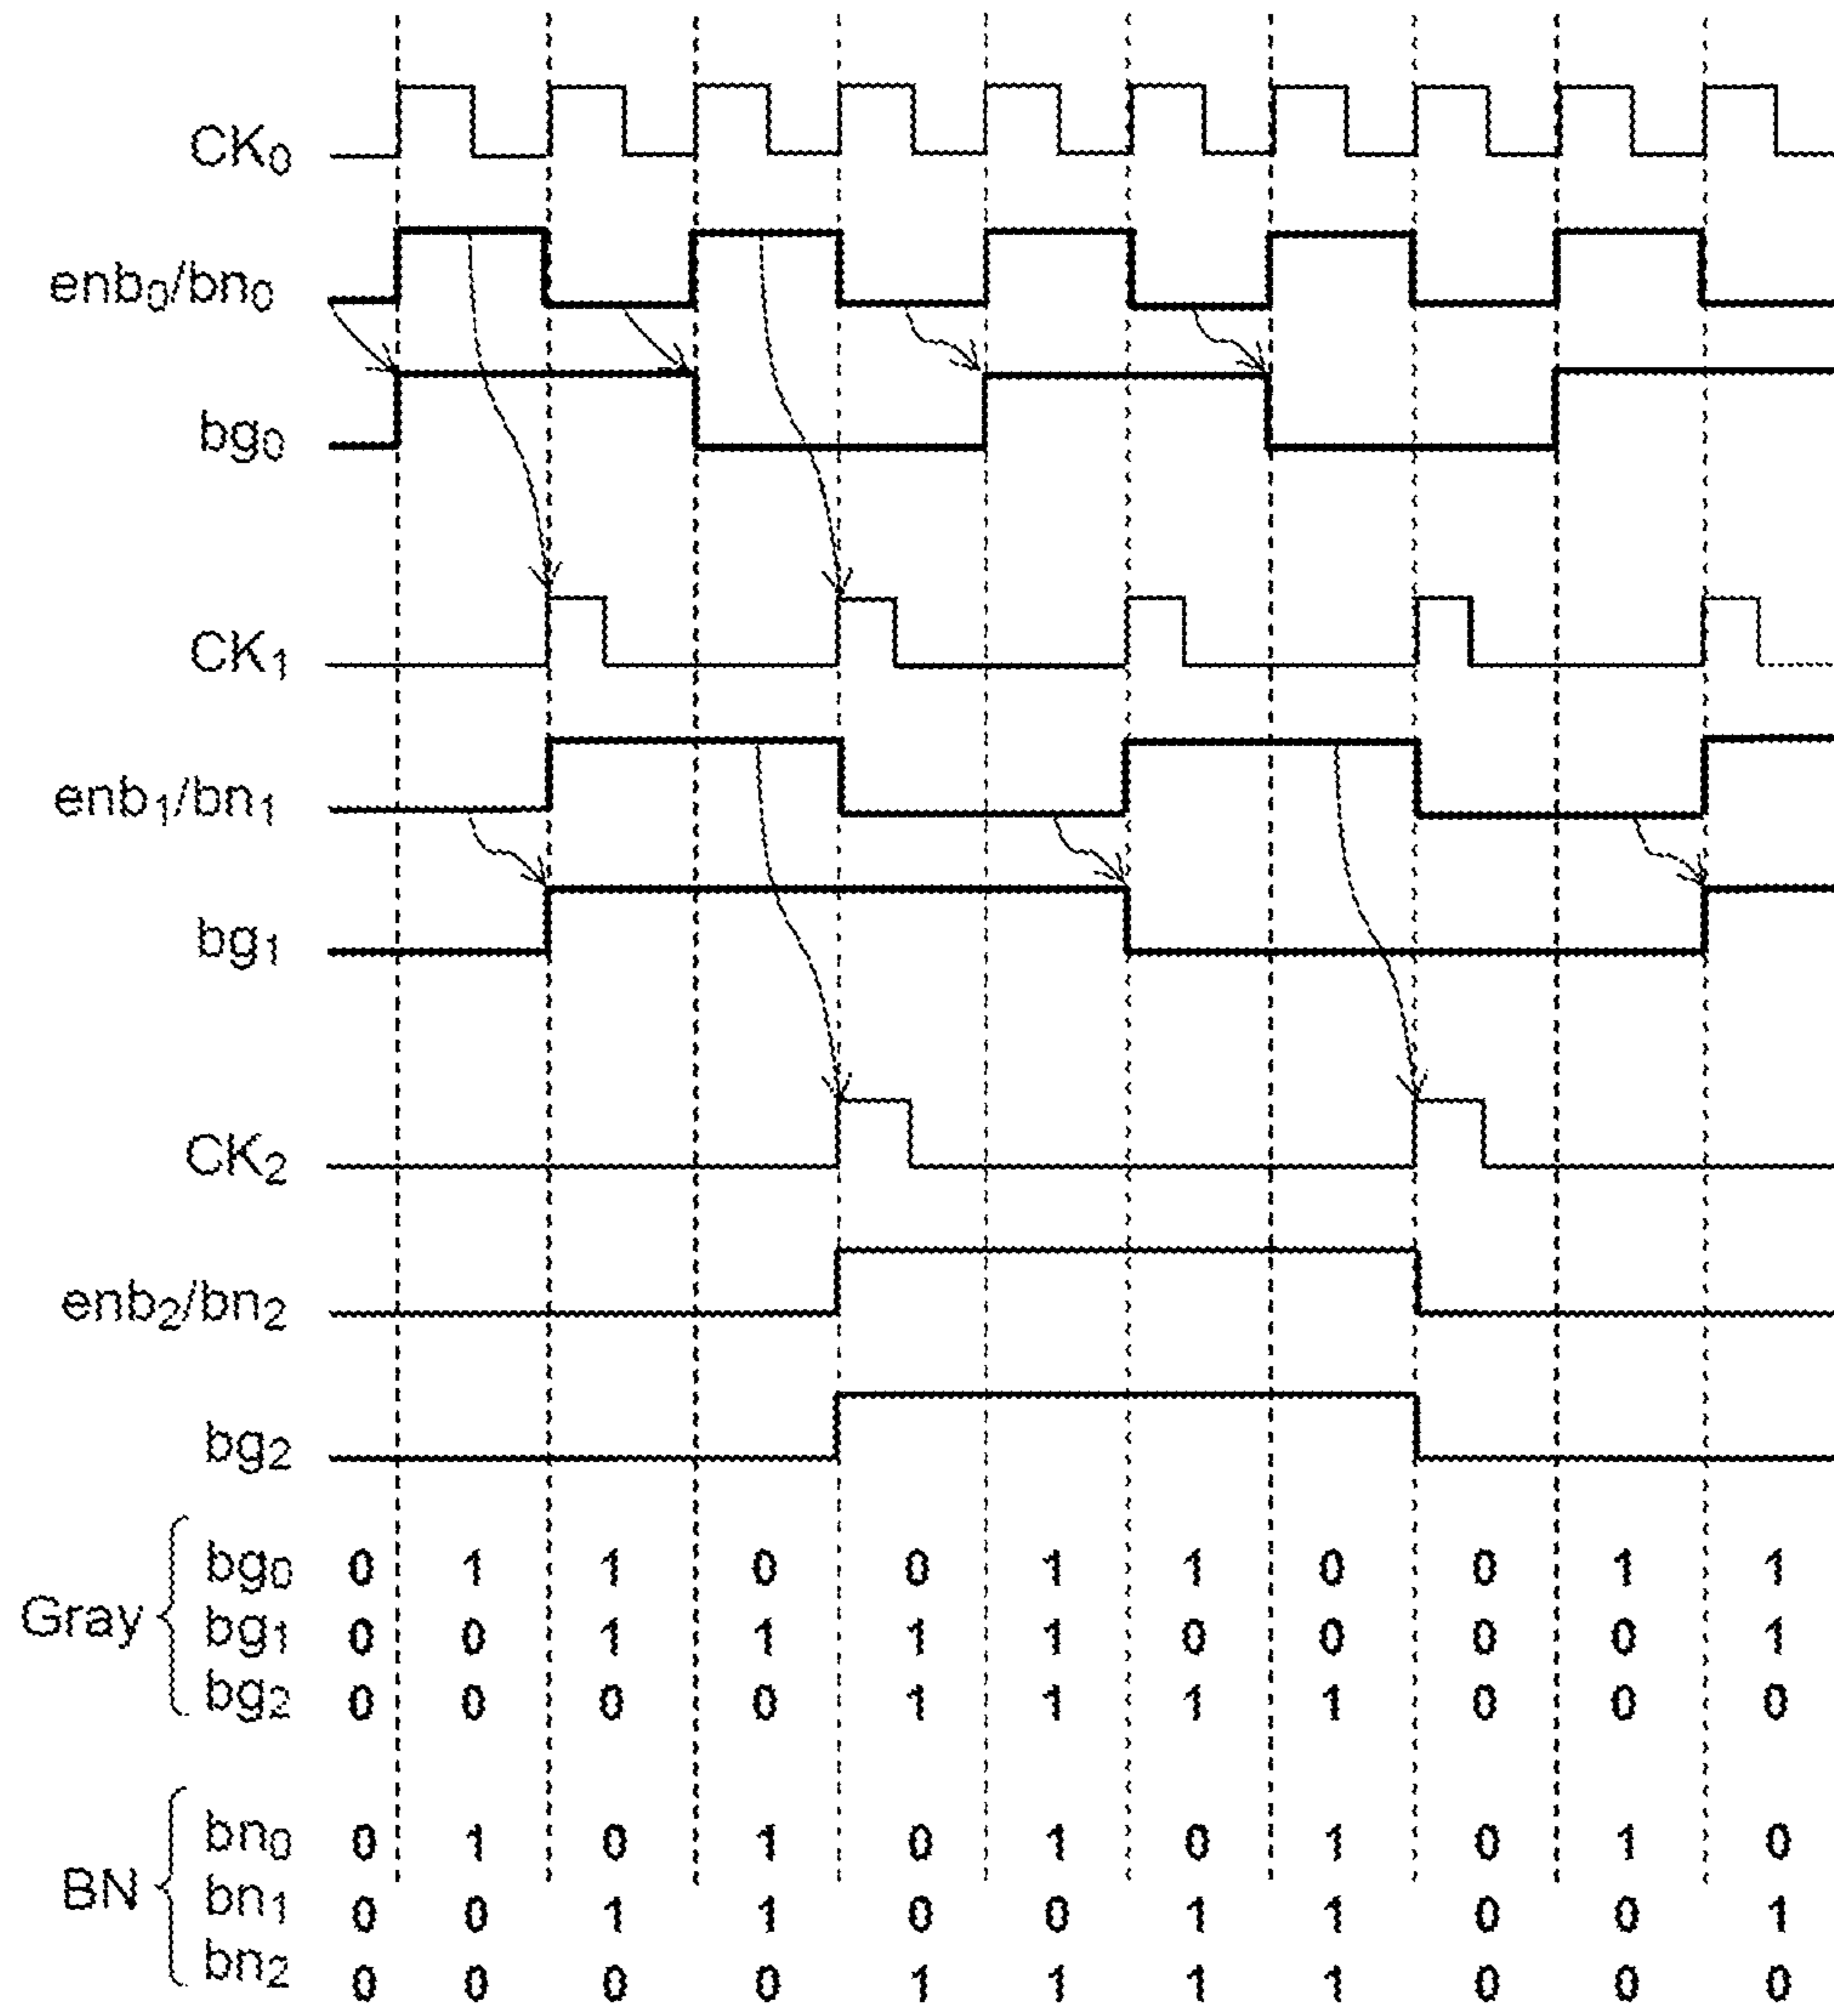 CK₀
enb₀/bn₀
bg₀
CK₁
enb₁/bn₁
bg₁
CK₂
enb₂/bn₂
bg₂
Gray
bg₀ 0 1 1 0 0 1 1 0 0 1 1
bg₁ 0 0 1 1 1 1 0 0 0 0 1
bg₂ 0 0 0 0 1 1 1 1 0 0 0
BN
bn₀ 0 1 0 1 0 1 0 1 0 1 0
bn₁ 0 0 1 1 0 0 1 1 0 0 1
bn₂ 0 0 0 0 1 1 1 1 0 0 0